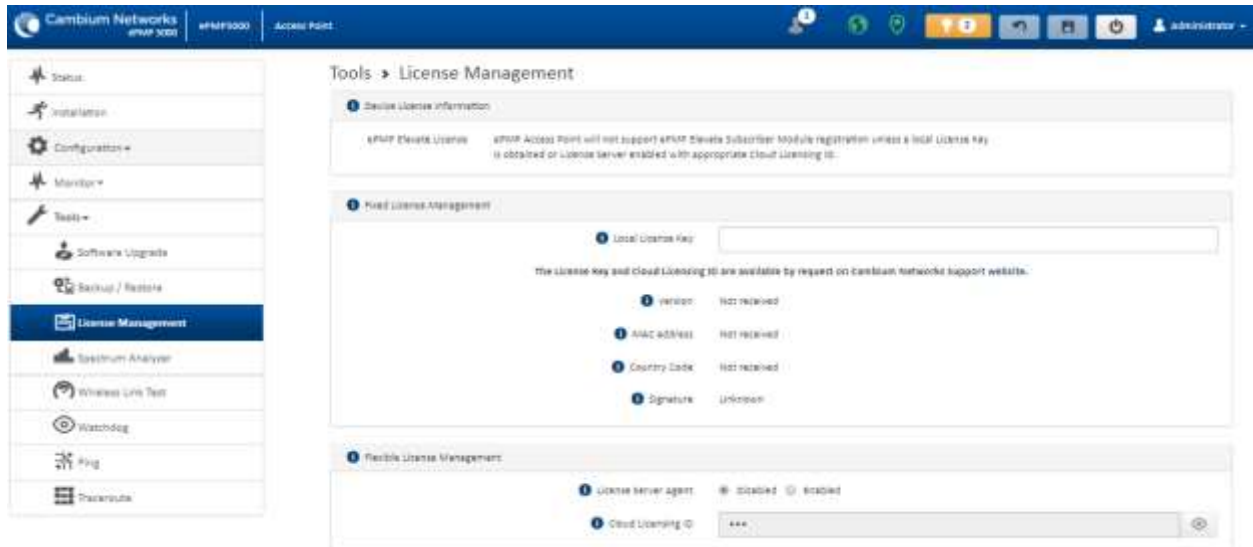 Cambium Networks
ePMP 5000
ePMP3000
Access Point
1
2
administrator
Status
Installation
Configuration
Monitor
Tools
Software Upgrade
Backup / Restore
License Management
Spectrum Analyzer
Wireless Link Test
Watchdog
Ping
Traceroute
Tools > License Management
Device License Information
ePMP Elevate License
ePMP Access Point will not support ePMP Elevate Subscriber Module registration unless a local License Key
is obtained or License Server enabled with appropriate Cloud Licensing ID.
Fixed License Management
Local License Key
The License Key and Cloud Licensing ID are available by request on Cambium Networks Support website.
Version Not received
MAC Address Not received
Country Code Not received
Signature Unknown
Flexible License Management
License Server Agent Disabled Enabled
Cloud Licensing ID •••